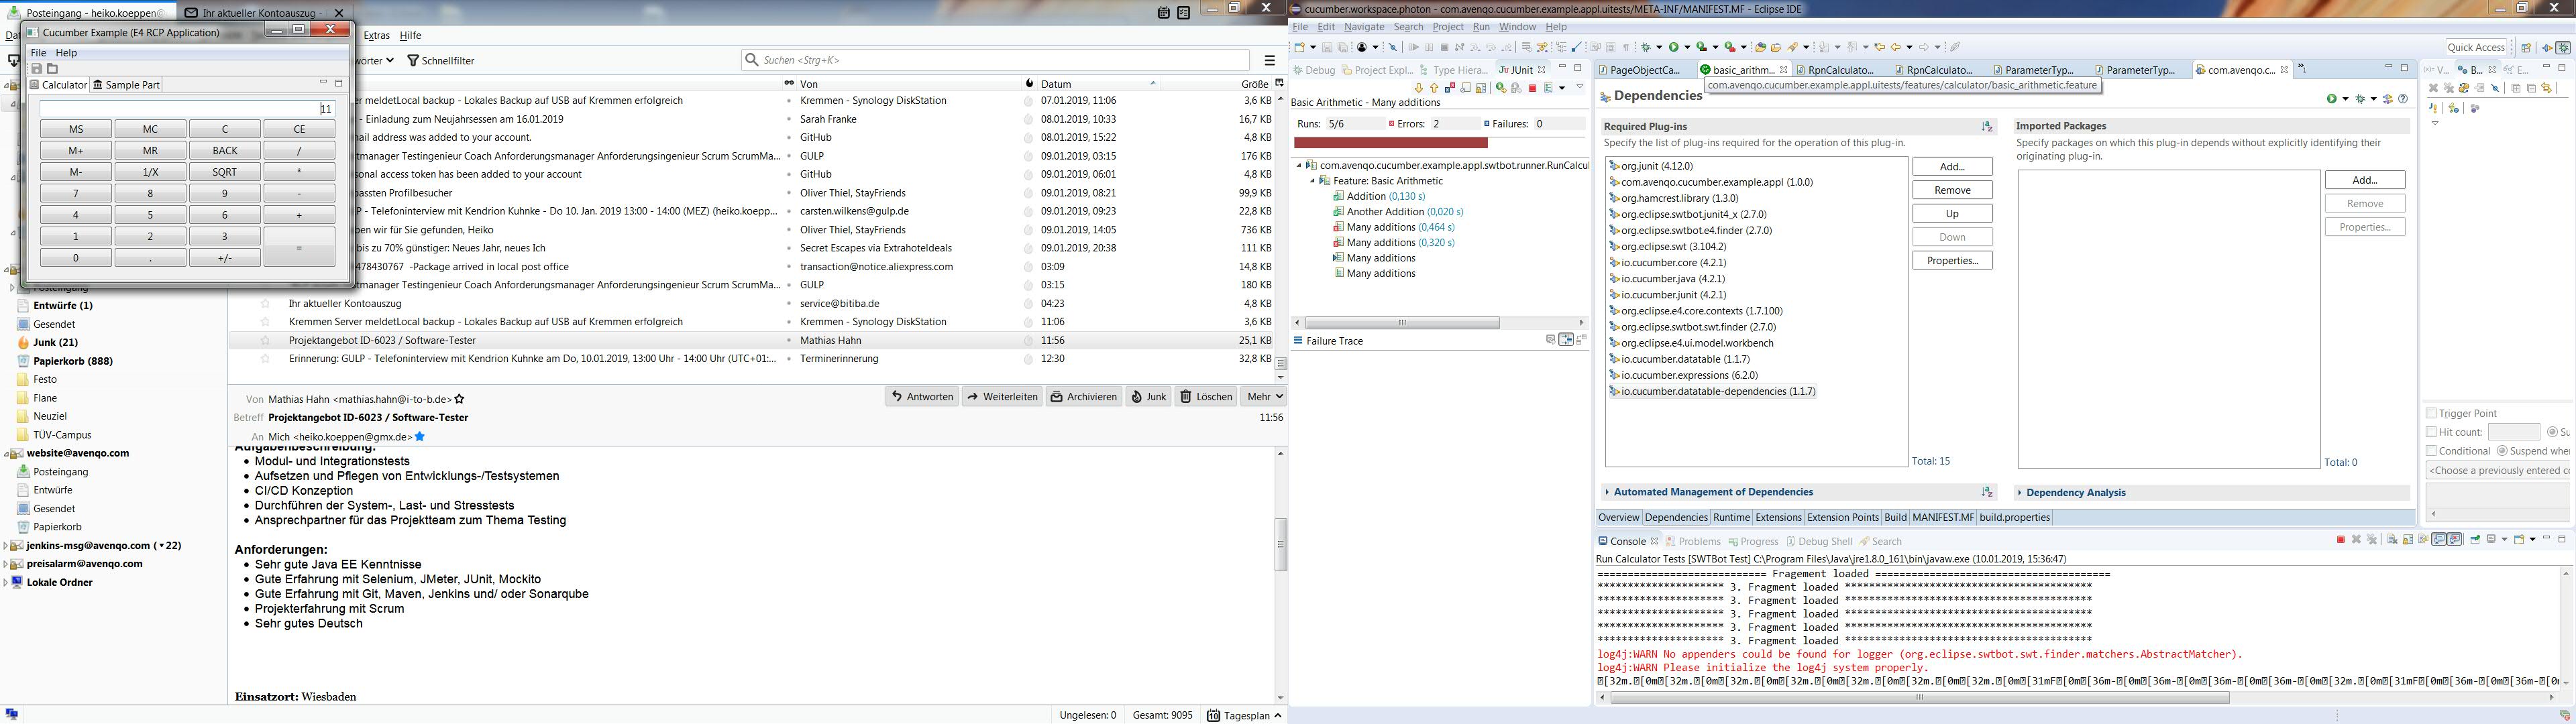 Posteingang - heiko.koeppen@
Ihr aktueller Kontoauszug -
Extras Hilfe
Schnellfilter
Suchen <Strg+K>
Von Datum Größe
er meldetLocal backup - Lokales Backup auf USB auf Kremmen erfolgreich Kremmen - Synology DiskStation 07.01.2019, 11:06 3,6 KB
- Einladung zum Neujahrsessen am 16.01.2019 Sarah Franke 08.01.2019, 10:33 16,7 KB
ail address was added to your account. GitHub 08.01.2019, 15:22 4,8 KB
tmanager Testingenieur Coach Anforderungsmanager Anforderungsingenieur Scrum ScrumMa... GULP 09.01.2019, 03:15 176 KB
sonal access token has been added to your account GitHub 09.01.2019, 06:01 4,8 KB
passten Profilbesucher Oliver Thiel, StayFriends 09.01.2019, 08:21 99,9 KB
P - Telefoninterview mit Kendrion Kuhnke - Do 10. Jan. 2019 13:00 - 14:00 (MEZ) (heiko.koepp... carsten.wilkens@gulp.de 09.01.2019, 09:23 22,8 KB
ben wir für Sie gefunden, Heiko Oliver Thiel, StayFriends 09.01.2019, 14:05 736 KB
bis zu 70% günstiger: Neues Jahr, neues Ich Secret Escapes via Extrahoteldeals 09.01.2019, 20:38 111 KB
478430767 -Package arrived in local post office transaction@notice.aliexpress.com 03:09 14,8 KB
tmanager Testingenieur Coach Anforderungsmanager Anforderungsingenieur Scrum ScrumMa... GULP 03:15 180 KB
Ihr aktueller Kontoauszug service@bitiba.de 04:23 4,8 KB
Kremmen Server meldetLocal backup - Lokales Backup auf USB auf Kremmen erfolgreich Kremmen - Synology DiskStation 11:06 3,6 KB
Projektangebot ID-6023 / Software-Tester Mathias Hahn 11:56 25,1 KB
Erinnerung: GULP - Telefoninterview mit Kendrion Kuhnke am Do, 10.01.2019, 13:00 Uhr - 14:00 Uhr (UTC+01:... Terminerinnerung 12:30 32,8 KB
Cucumber Example (E4 RCP Application)
File Help
Calculator Sample Part
11
MS MC C CE
M+ MR BACK /
M- 1/X SQRT *
7 8 9 -
4 5 6 +
1 2 3 =
0 . +/-
Entwürfe (1)
Gesendet
Junk (21)
Papierkorb (888)
Festo
Flane
Neuziel
TÜV-Campus
website@avenqo.com
Posteingang
Entwürfe
Gesendet
Papierkorb
jenkins-msg@avenqo.com (▾22)
preisalarm@avenqo.com
Lokale Ordner
Antworten Weiterleiten Archivieren Junk Löschen Mehr
Von Mathias Hahn <mathias.hahn@i-to-b.de>
Betreff Projektangebot ID-6023 / Software-Tester 11:56
An Mich <heiko.koeppen@gmx.de>
Aufgabenbeschreibung:
• Modul- und Integrationstests
• Aufsetzen und Pflegen von Entwicklungs-/Testsystemen
• CI/CD Konzeption
• Durchführen der System-, Last- und Stresstests
• Ansprechpartner für das Projektteam zum Thema Testing
Anforderungen:
• Sehr gute Java EE Kenntnisse
• Gute Erfahrung mit Selenium, JMeter, JUnit, Mockito
• Gute Erfahrung mit Git, Maven, Jenkins und/ oder Sonarqube
• Projekterfahrung mit Scrum
• Sehr gutes Deutsch
Einsatzort: Wiesbaden
Ungelesen: 0 Gesamt: 9095 Tagesplan
cucumber.workspace.photon - com.avenqo.cucumber.example.appl.uitests/META-INF/MANIFEST.MF - Eclipse IDE
File Edit Navigate Search Project Run Window Help
Quick Access
Debug Project Expl... Type Hiera... JUnit
Basic Arithmetic - Many additions
Runs: 5/6 Errors: 2 Failures: 0
com.avenqo.cucumber.example.appl.swtbot.runner.RunCalcul
Feature: Basic Arithmetic
Addition (0,130 s)
Another Addition (0,020 s)
Many additions (0,464 s)
Many additions (0,320 s)
Many additions
Many additions
Failure Trace
PageObjectCa... basic_arithm... RpnCalculato... RpnCalculato... ParameterTyp... ParameterTyp... com.avenqo.c...
com.avenqo.cucumber.example.appl.uitests/features/calculator/basic_arithmetic.feature
Dependencies
Required Plug-ins
Specify the list of plug-ins required for the operation of this plug-in.
org.junit (4.12.0)
com.avenqo.cucumber.example.appl (1.0.0)
org.hamcrest.library (1.3.0)
org.eclipse.swtbot.junit4_x (2.7.0)
org.eclipse.swtbot.e4.finder (2.7.0)
org.eclipse.swt (3.104.2)
io.cucumber.core (4.2.1)
io.cucumber.java (4.2.1)
io.cucumber.junit (4.2.1)
org.eclipse.e4.core.contexts (1.7.100)
org.eclipse.swtbot.swt.finder (2.7.0)
org.eclipse.e4.ui.model.workbench
io.cucumber.datatable (1.1.7)
io.cucumber.expressions (6.2.0)
io.cucumber.datatable-dependencies (1.1.7)
Add...
Remove
Up
Down
Properties...
Total: 15
Imported Packages
Specify packages on which this plug-in depends without explicitly identifying their
originating plug-in.
Add...
Remove
Properties...
Total: 0
Automated Management of Dependencies
Dependency Analysis
Overview Dependencies Runtime Extensions Extension Points Build MANIFEST.MF build.properties
Trigger Point
Hit count: Su
Conditional Suspend whe
<Choose a previously entered co
Console Problems Progress Debug Shell Search
Run Calculator Tests [SWTBot Test] C:\Program Files\Java\jre1.8.0_161\bin\javaw.exe (10.01.2019, 15:36:47)
========================== Fragement loaded ====================================
******************** 3. Fragment loaded **************************************
******************** 3. Fragment loaded **************************************
******************** 3. Fragment loaded **************************************
******************** 3. Fragment loaded **************************************
******************** 3. Fragment loaded **************************************
log4j:WARN No appenders could be found for logger (org.eclipse.swtbot.swt.finder.matchers.AbstractMatcher).
log4j:WARN Please initialize the log4j system properly.
[32m.[0m[32m.[0m[32m.[0m[32m.[0m[32m.[0m[32m.[0m[32m.[0m[32m.[0m[31mF[0m[36m-[0m[36m-[0m[36m-[0m[36m-[0m[32m.[0m[31mF[0m[36m-[0m[36m-[0m